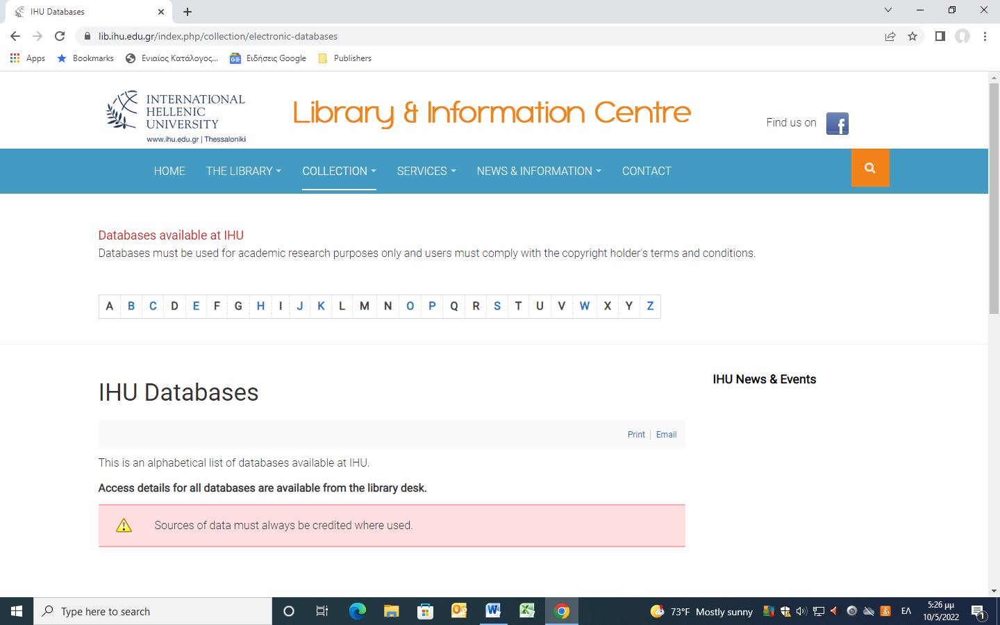 IHU Databases
lib.ihu.edu.gr/index.php/collection/electronic-databases
Apps
Bookmarks
Ενιαίος Κατάλογος...
Ειδήσεις Google
Publishers
INTERNATIONAL
HELLENIC
UNIVERSITY
www.ihu.edu.gr | Thessaloniki
Library & Information Centre
Find us on
HOME THE LIBRARY COLLECTION SERVICES NEWS & INFORMATION CONTACT
Databases available at IHU
Databases must be used for academic research purposes only and users must comply with the copyright holder's terms and conditions.
A B C D E F G H I J K L M N O P Q R S T U V W X Y Z
IHU Databases
IHU News & Events
Print Email
This is an alphabetical list of databases available at IHU.
Access details for all databases are available from the library desk.
Sources of data must always be credited where used.
Type here to search
73°F Mostly sunny
ΕΛ
5:26 μμ
10/5/2022
1